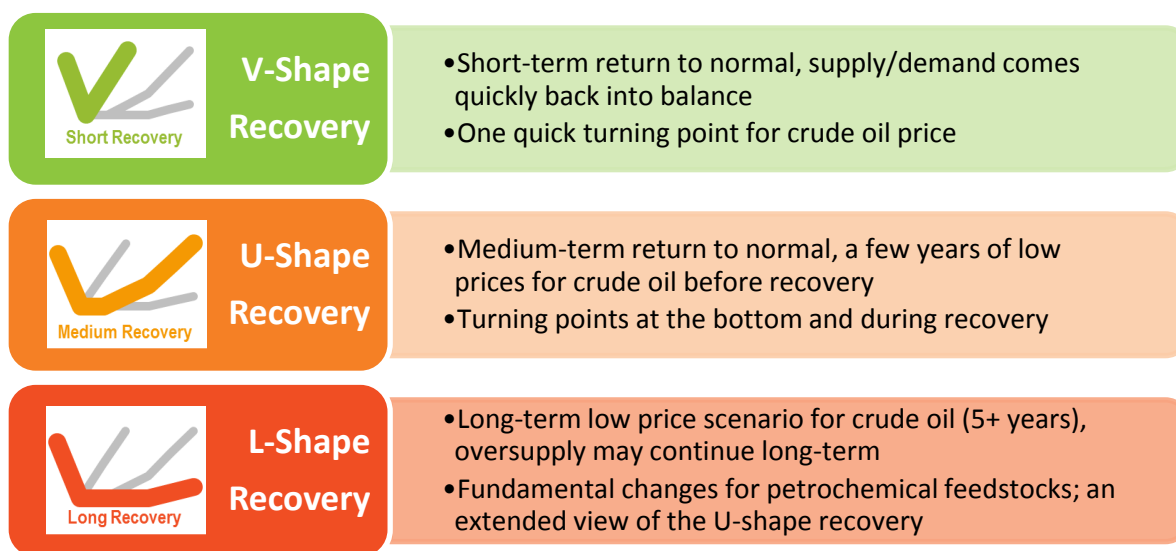 Short Recovery
V-Shape
Recovery
•Short-term return to normal, supply/demand comes
quickly back into balance
•One quick turning point for crude oil price
Medium Recovery
U-Shape
Recovery
•Medium-term return to normal, a few years of low
prices for crude oil before recovery
•Turning points at the bottom and during recovery
Long Recovery
L-Shape
Recovery
•Long-term low price scenario for crude oil (5+ years),
oversupply may continue long-term
•Fundamental changes for petrochemical feedstocks; an
extended view of the U-shape recovery